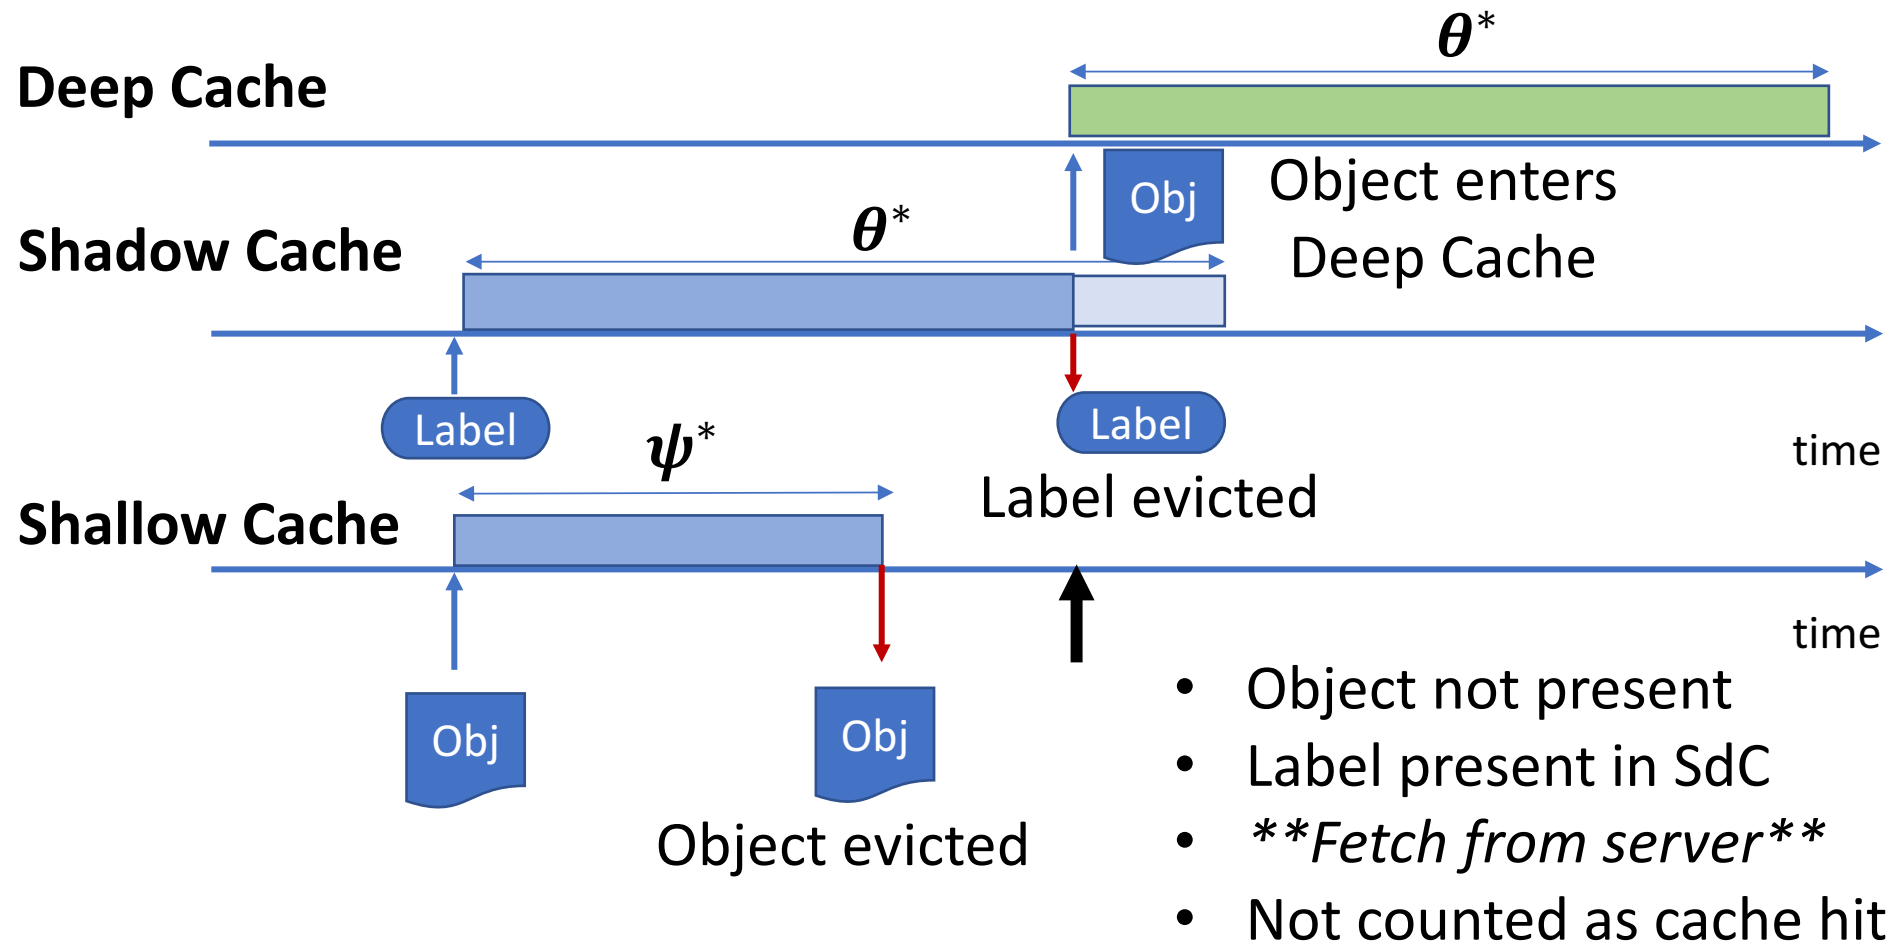 θ*
Deep Cache
Obj
Object enters
Deep Cache
θ*
Shadow Cache
Label
Label
time
Label evicted
ψ*
Shallow Cache
time
Obj
Obj
Object evicted
• Object not present
• Label present in SdC
• **Fetch from server**
• Not counted as cache hit